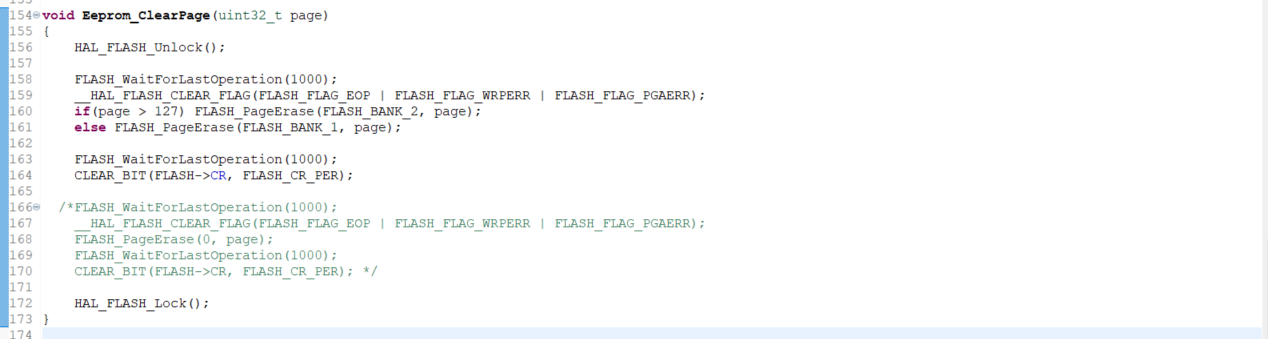 154 void Eeprom_ClearPage(uint32_t page)
155 {
156     HAL_FLASH_Unlock();
157
158     FLASH_WaitForLastOperation(1000);
159     __HAL_FLASH_CLEAR_FLAG(FLASH_FLAG_EOP | FLASH_FLAG_WRPERR | FLASH_FLAG_PGAERR);
160     if(page > 127) FLASH_PageErase(FLASH_BANK_2, page);
161     else FLASH_PageErase(FLASH_BANK_1, page);
162
163     FLASH_WaitForLastOperation(1000);
164     CLEAR_BIT(FLASH->CR, FLASH_CR_PER);
165
166   /*FLASH_WaitForLastOperation(1000);
167     __HAL_FLASH_CLEAR_FLAG(FLASH_FLAG_EOP | FLASH_FLAG_WRPERR | FLASH_FLAG_PGAERR);
168     FLASH_PageErase(0, page);
169     FLASH_WaitForLastOperation(1000);
170     CLEAR_BIT(FLASH->CR, FLASH_CR_PER); */
171
172     HAL_FLASH_Lock();
173 }
174